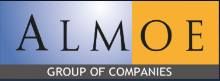 ALMOE
GROUP OF COMPANIES